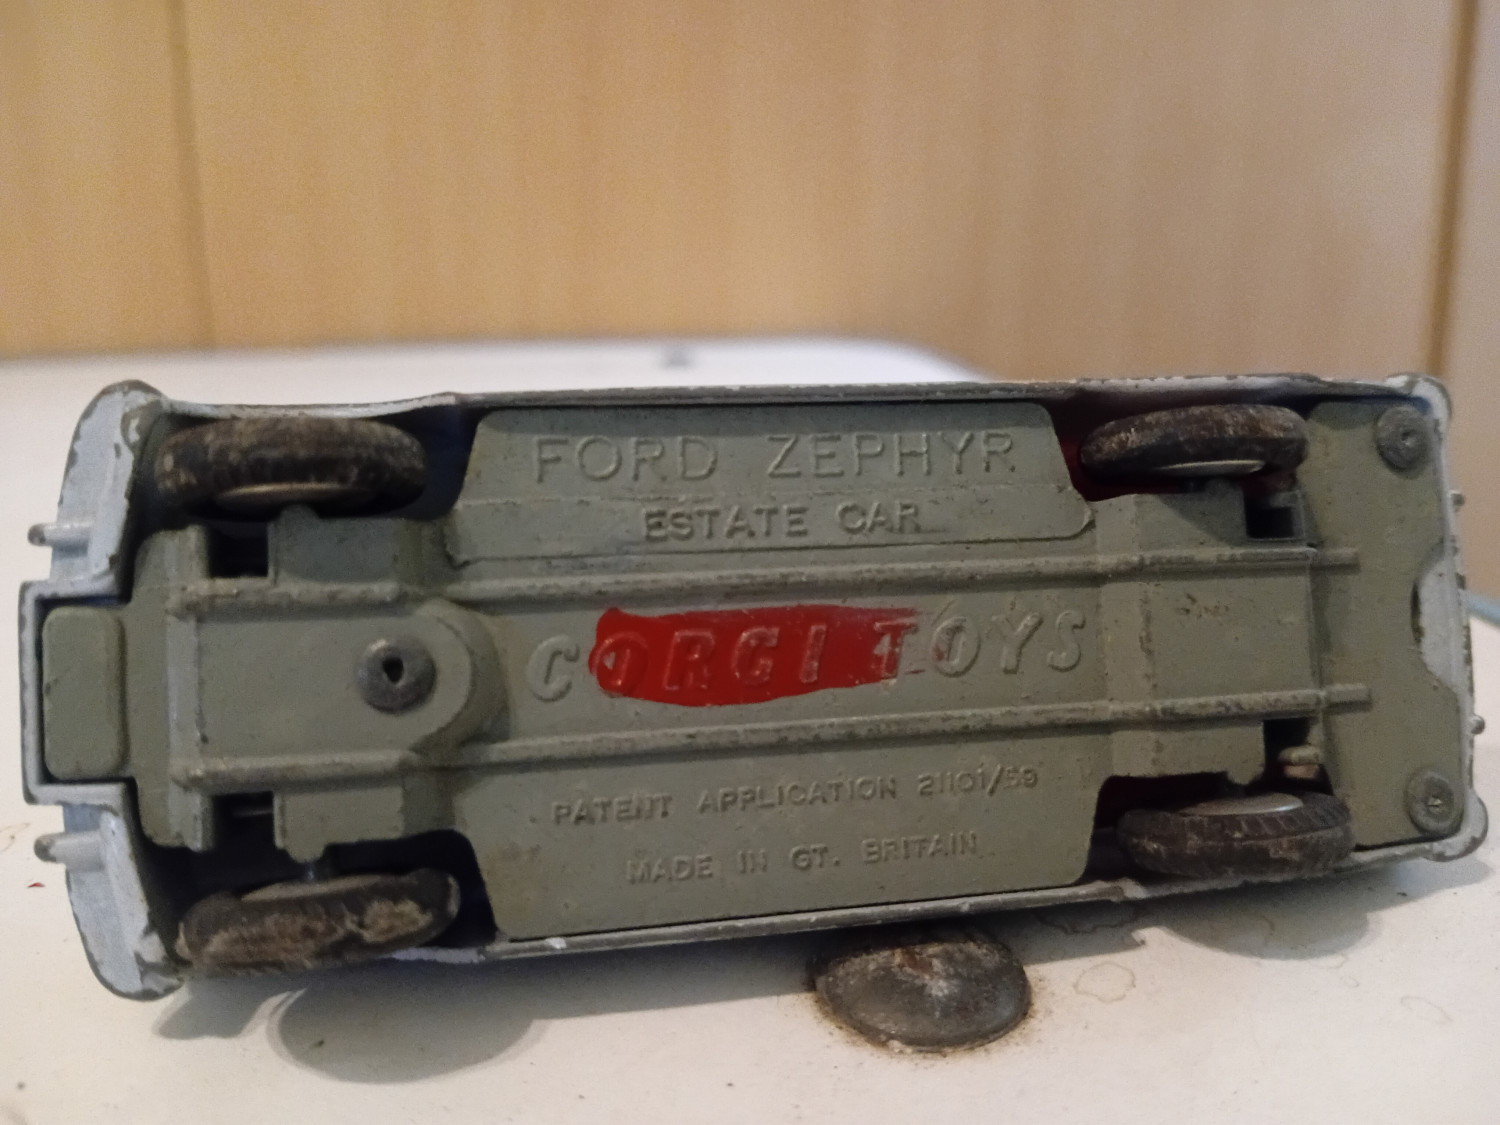 FORD ZEPHYR
ESTATE CAR
CORGI TOYS
PATENT APPLICATION 21101/59
MADE IN GT. BRITAIN